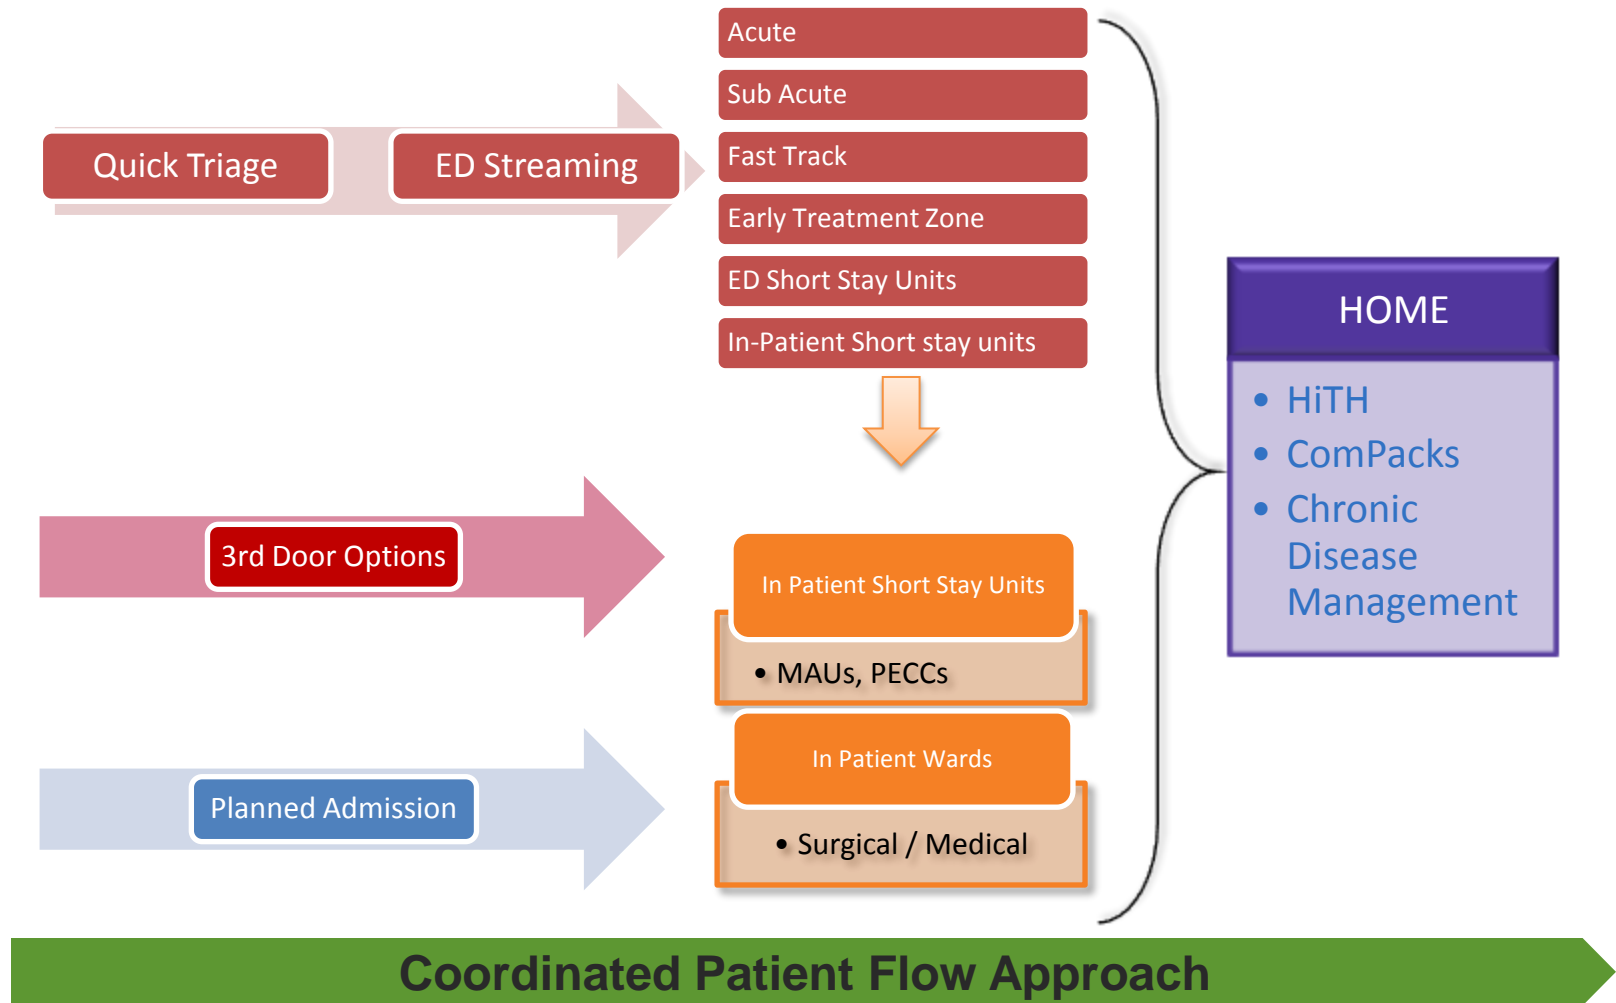 Acute
Sub Acute
Quick Triage
ED Streaming
Fast Track
Early Treatment Zone
ED Short Stay Units
In-Patient Short stay units
HOME
• HiTH
• ComPacks
• Chronic
Disease
Management
3rd Door Options
In Patient Short Stay Units
• MAUs, PECCs
Planned Admission
In Patient Wards
• Surgical / Medical
Coordinated Patient Flow Approach